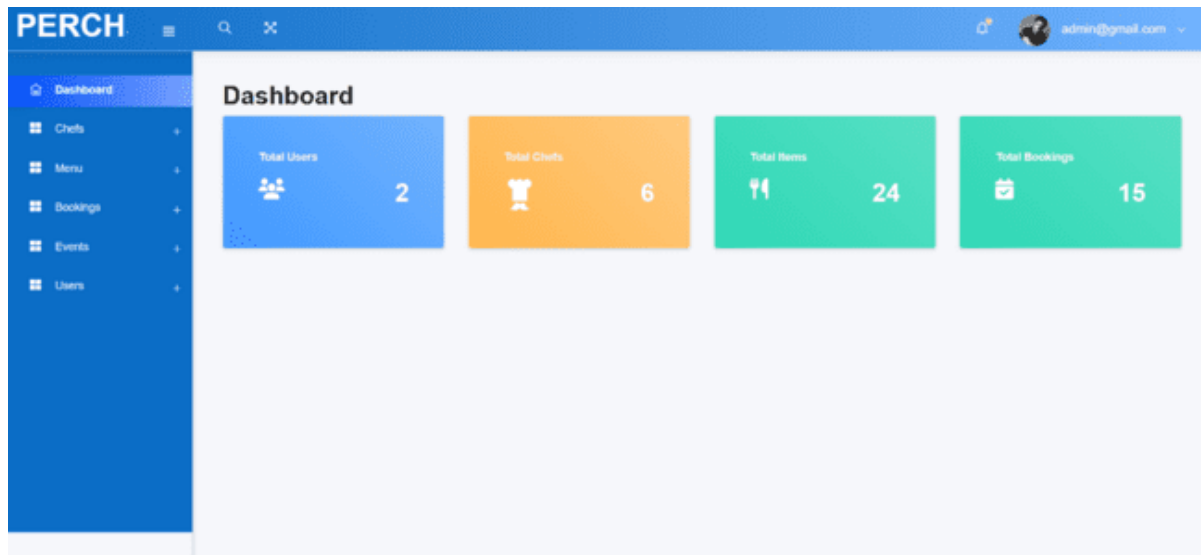 PERCH.
admin@gmail.com
Dashboard
Chefs
Menu
Bookings
Events
Users
Dashboard
Total Users
2
Total Chefs
6
Total Items
24
Total Bookings
15